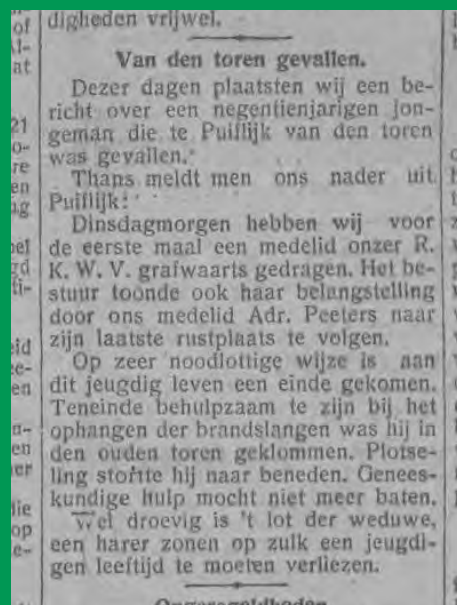 digheden vrijwel.
Van den toren gevallen.
Dezer dagen plaatsten wij een be-
richt over een negentienjarigen jon-
geman die te Puiflijk van den toren
was gevallen.
Thans meldt men ons nader uit
Puiflijk:
Dinsdagmorgen hebben wij voor
de eerste maal een medelid onzer R.
K. W. V. grafwaarts gedragen. Het be-
stuur toonde ook haar belangstelling
door ons medelid Adr. Peeters naar
zijn laatste rustplaats te volgen.
Op zeer noodlottige wijze is aan
dit jeugdig leven een einde gekomen.
Teneinde behulpzaam te zijn bij het
ophangen der brandslangen was hij in
den ouden toren geklommen. Plotse-
ling stortte hij naar beneden. Genees-
kundige hulp mocht niet meer baten.
Wel droevig is 't lot der weduwe,
een harer zonen op zulk een jeugdi-
gen leeftijd te moeten verliezen.